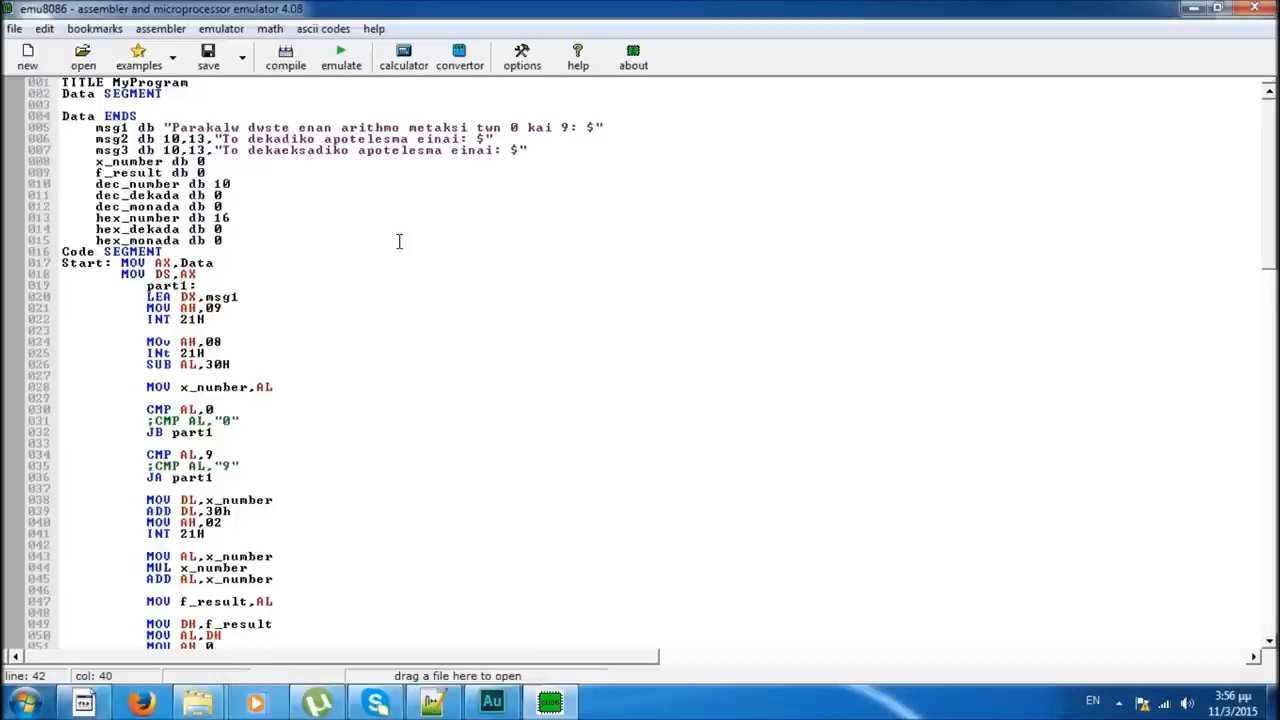 emu8086 - assembler and microprocessor emulator 4.08
file edit bookmarks assembler emulator math ascii codes help
new open examples save compile emulate calculator convertor options help about
001 TITLE MyProgram
002 Data SEGMENT
003
004 Data ENDS
005 msg1 db "Parakalw dwste enan arithmo metaksi twn 0 kai 9: $"
006 msg2 db 10,13,"To dekadiko apotelesma einai: $"
007 msg3 db 10,13,"To dekaeksadiko apotelesma einai: $"
008 x_number db 0
009 f_result db 0
010 dec_number db 10
011 dec_dekada db 0
012 dec_monada db 0
013 hex_number db 16
014 hex_dekada db 0
015 hex_monada db 0
016 Code SEGMENT
017 Start: MOV AX,Data
018 MOV DS,AX
019 part1:
020 LEA DX,msg1
021 MOV AH,09
022 INT 21H
023
024 MOv AH,08
025 INt 21H
026 SUB AL,30H
027
028 MOV x_number,AL
029
030 CMP AL,0
031 ;CMP AL,"0"
032 JB part1
033
034 CMP AL,9
035 ;CMP AL,"9"
036 JA part1
037
038 MOV DL,x_number
039 ADD DL,30h
040 MOV AH,02
041 INT 21H
042
043 MOV AL,x_number
044 MUL x_number
045 ADD AL,x_number
046
047 MOV f_result,AL
048
049 MOV DH,f_result
050 MOV AL,DH
051 MOV AH,0
line: 42 col: 40 drag a file here to open
8086 Au EN 3:56 μμ
11/3/2015